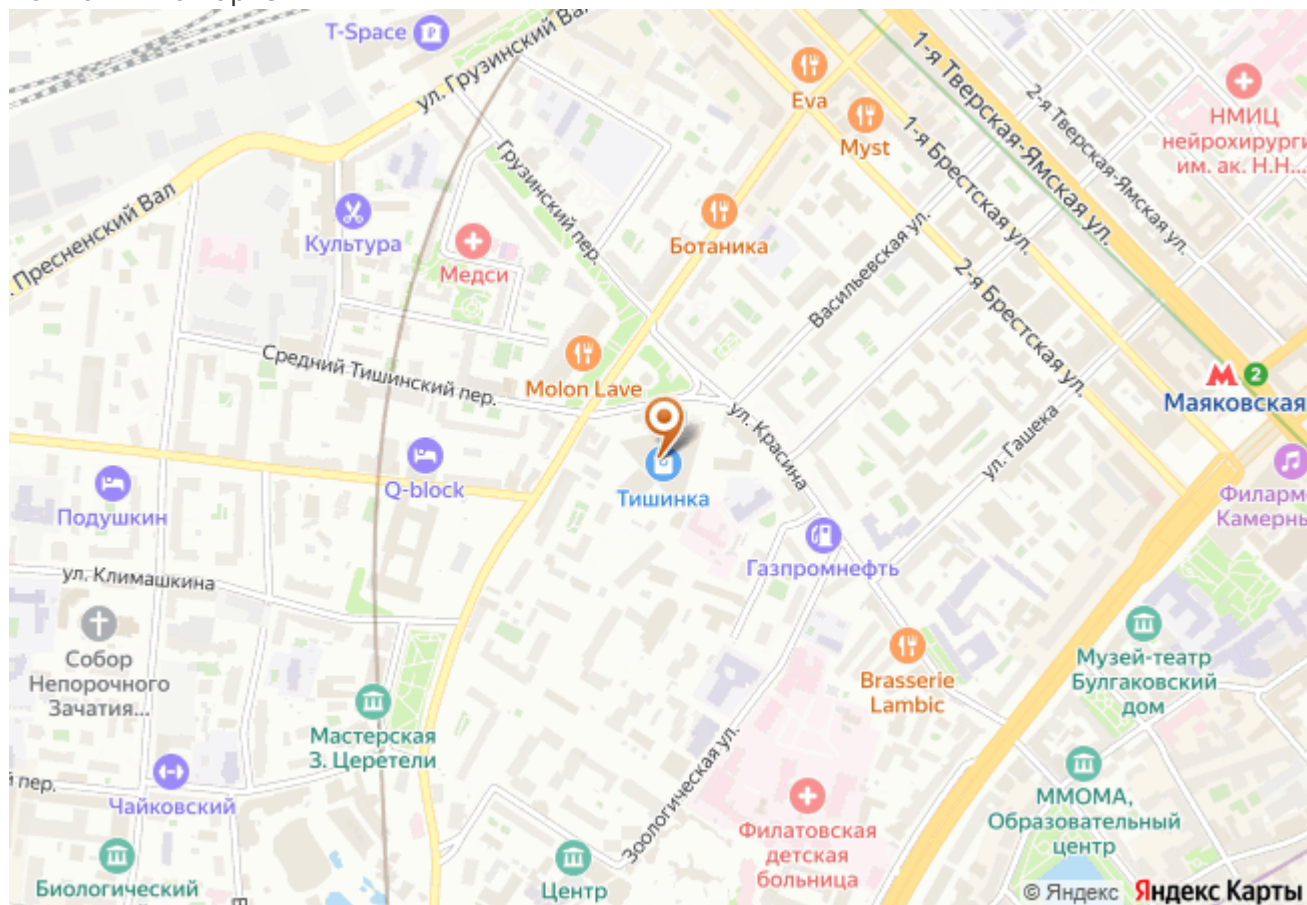 T-Space
ул. Грузинский Вал
1-я Тверская-Ямская ул.
2-я Тверская-Ямская ул.
НМИЦ
нейрохирурги
им. ак. Н.Н...
Eva
Myst
1-я Брестская ул.
Пресненский Вал
Культура
Медси
Грузинский пер.
Ботаника
Васильевская ул.
2-я Брестская ул.
Средний Тишинский пер.
Molon Lave
ул. Красина
ул. Гашека
2
Маяковская
Подушкин
Q-block
Тишинка
Филарм
Камерны
Газпромнефть
ул. Климашкина
Собор
Непорочного
Зачатия...
Мастерская
З. Церетели
Brasserie
Lambic
Музей-театр
Булгаковский
дом
Зоологическая ул.
пер.
Чайковский
Филатовская
детская
больница
ММОМА,
Образовательный
центр
Биологический
Центр
© Яндекс Яндекс Карты